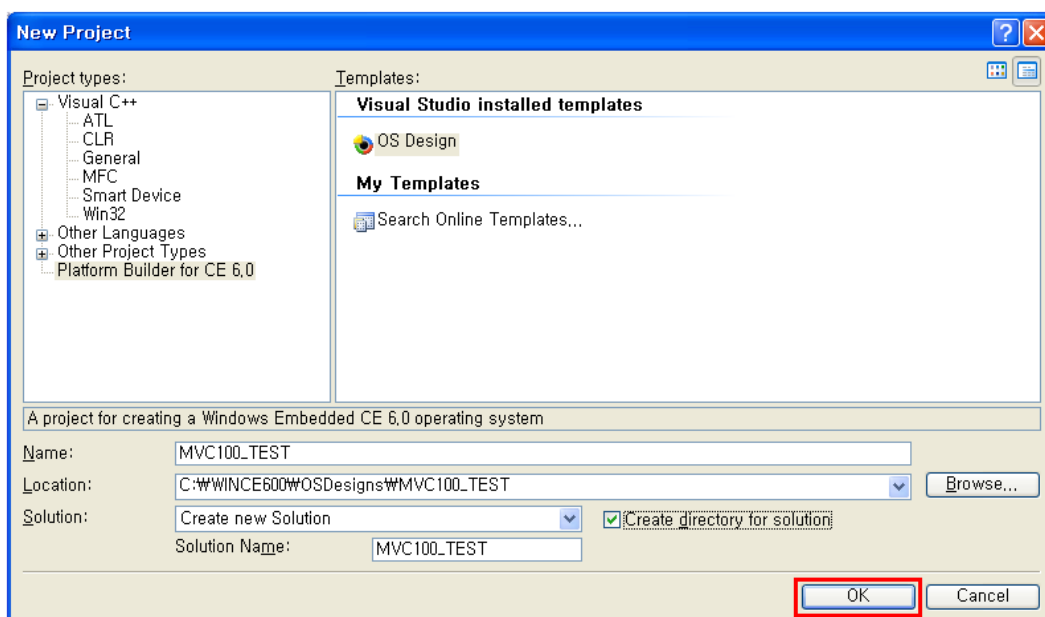 New Project
Project types:
Templates:
Visual C++
ATL
CLR
General
MFC
Smart Device
Win32
Other Languages
Other Project Types
Platform Builder for CE 6,0
Visual Studio installed templates
OS Design
My Templates
Search Online Templates,,,
A project for creating a Windows Embedded CE 6,0 operating system
Name: MVC100_TEST
Location: C:₩WINCE600₩OSDesigns₩MVC100_TEST Browse,,,
Solution: Create new Solution Create directory for solution
Solution Name: MVC100_TEST
OK Cancel